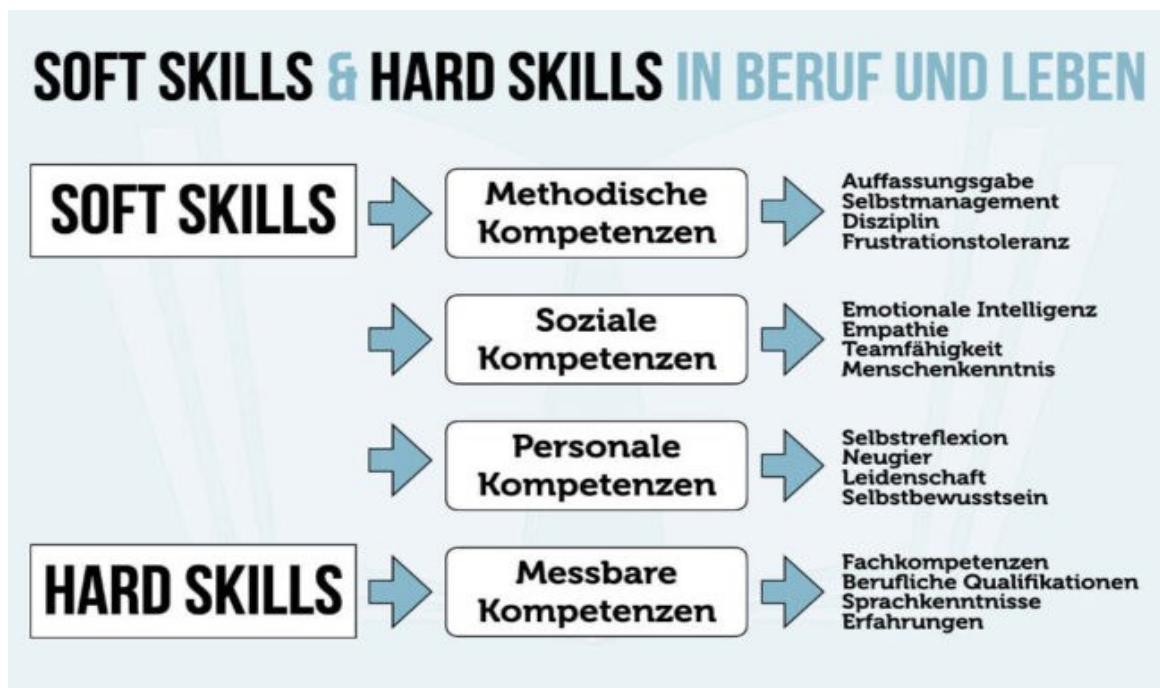 SOFT SKILLS & HARD SKILLS IN BERUF UND LEBEN
SOFT SKILLS
Methodische
Kompetenzen
Auffassungsgabe
Selbstmanagement
Disziplin
Frustrationstoleranz
Soziale
Kompetenzen
Emotionale Intelligenz
Empathie
Teamfähigkeit
Menschenkenntnis
Personale
Kompetenzen
Selbstreflexion
Neugier
Leidenschaft
Selbstbewusstsein
HARD SKILLS
Messbare
Kompetenzen
Fachkompetenzen
Berufliche Qualifikationen
Sprachkenntnisse
Erfahrungen